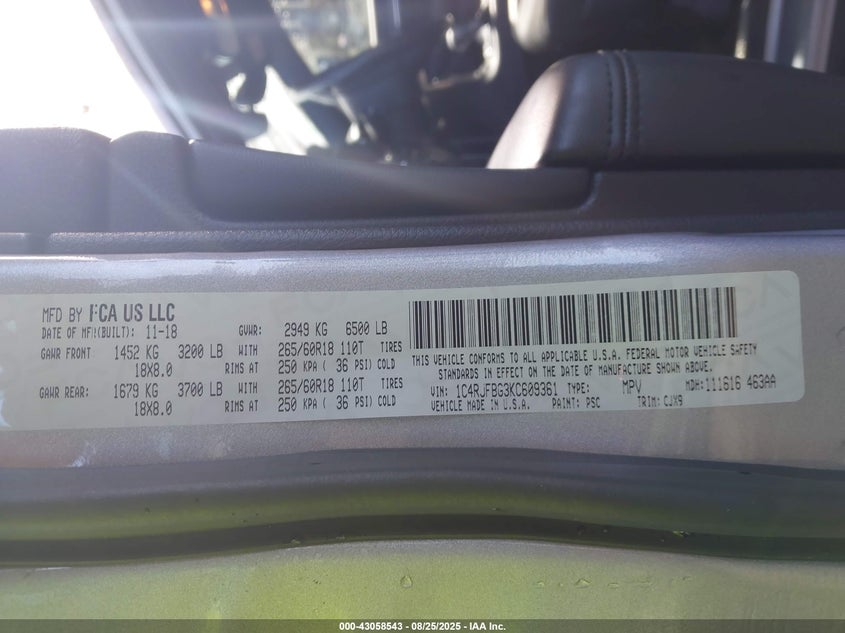 MFD BY FCA US LLC
DATE OF MFR(BUILT): 11-18 GVWR: 2949 KG 6500 LB
GAWR FRONT 1452 KG 3200 LB WITH 265/60R18 110T TIRES
18X8.0 RIMS AT 250 KPA ( 36 PSI) COLD
GAWR REAR: 1679 KG 3700 LB WITH 265/60R18 110T TIRES
18X8.0 RIMS AT 250 KPA ( 36 PSI) COLD
THIS VEHICLE CONFORMS TO ALL APPLICABLE U.S.A. FEDERAL MOTOR VEHICLE SAFETY
STANDARDS IN EFFECT ON THE DATE OF MANUFACTURE SHOWN ABOVE.
VIN: 1C4RJFBG3KC609361 TYPE: MPV MDH: 111616 463AA
VEHICLE MADE IN U.S.A. PAINT: PSC TRIM: CJX9
000-43058543 - 08/25/2025 - IAA Inc.